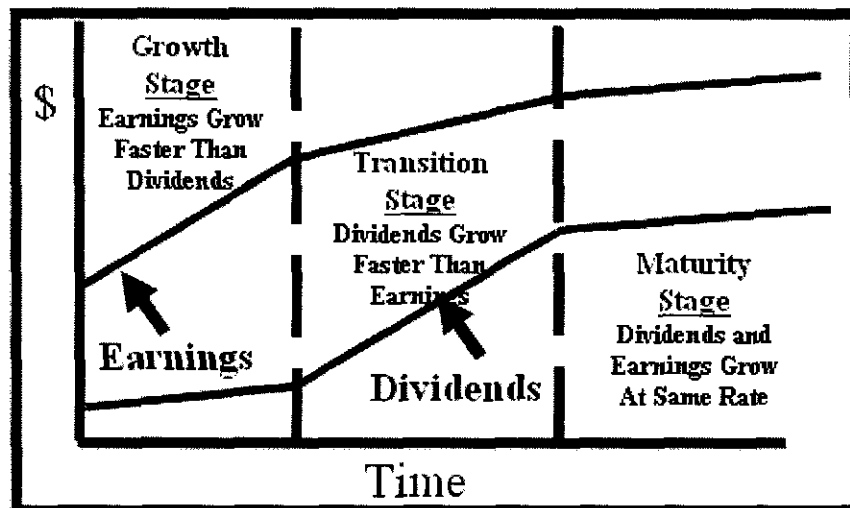 $
Growth
Stage
Earnings Grow
Faster Than
Dividends
Transition
Stage
Dividends Grow
Faster Than
Earnings
Maturity
Stage
Dividends and
Earnings Grow
At Same Rate
Earnings
Dividends
Time